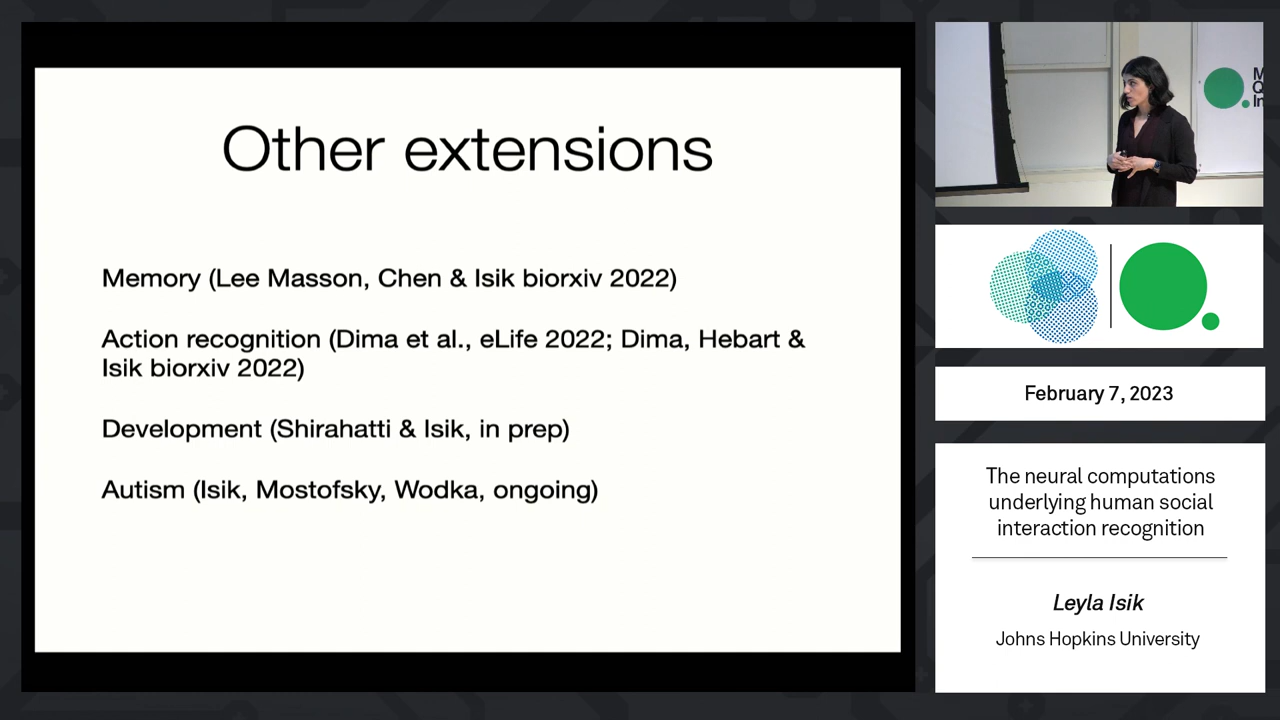 Other extensions
Memory (Lee Masson, Chen & Isik biorxiv 2022)
Action recognition (Dima et al., eLife 2022; Dima, Hebart &
Isik biorxiv 2022)
Development (Shirahatti & Isik, in prep)
Autism (Isik, Mostofsky, Wodka, ongoing)
M
Q
In
February 7, 2023
The neural computations
underlying human social
interaction recognition
Leyla Isik
Johns Hopkins University